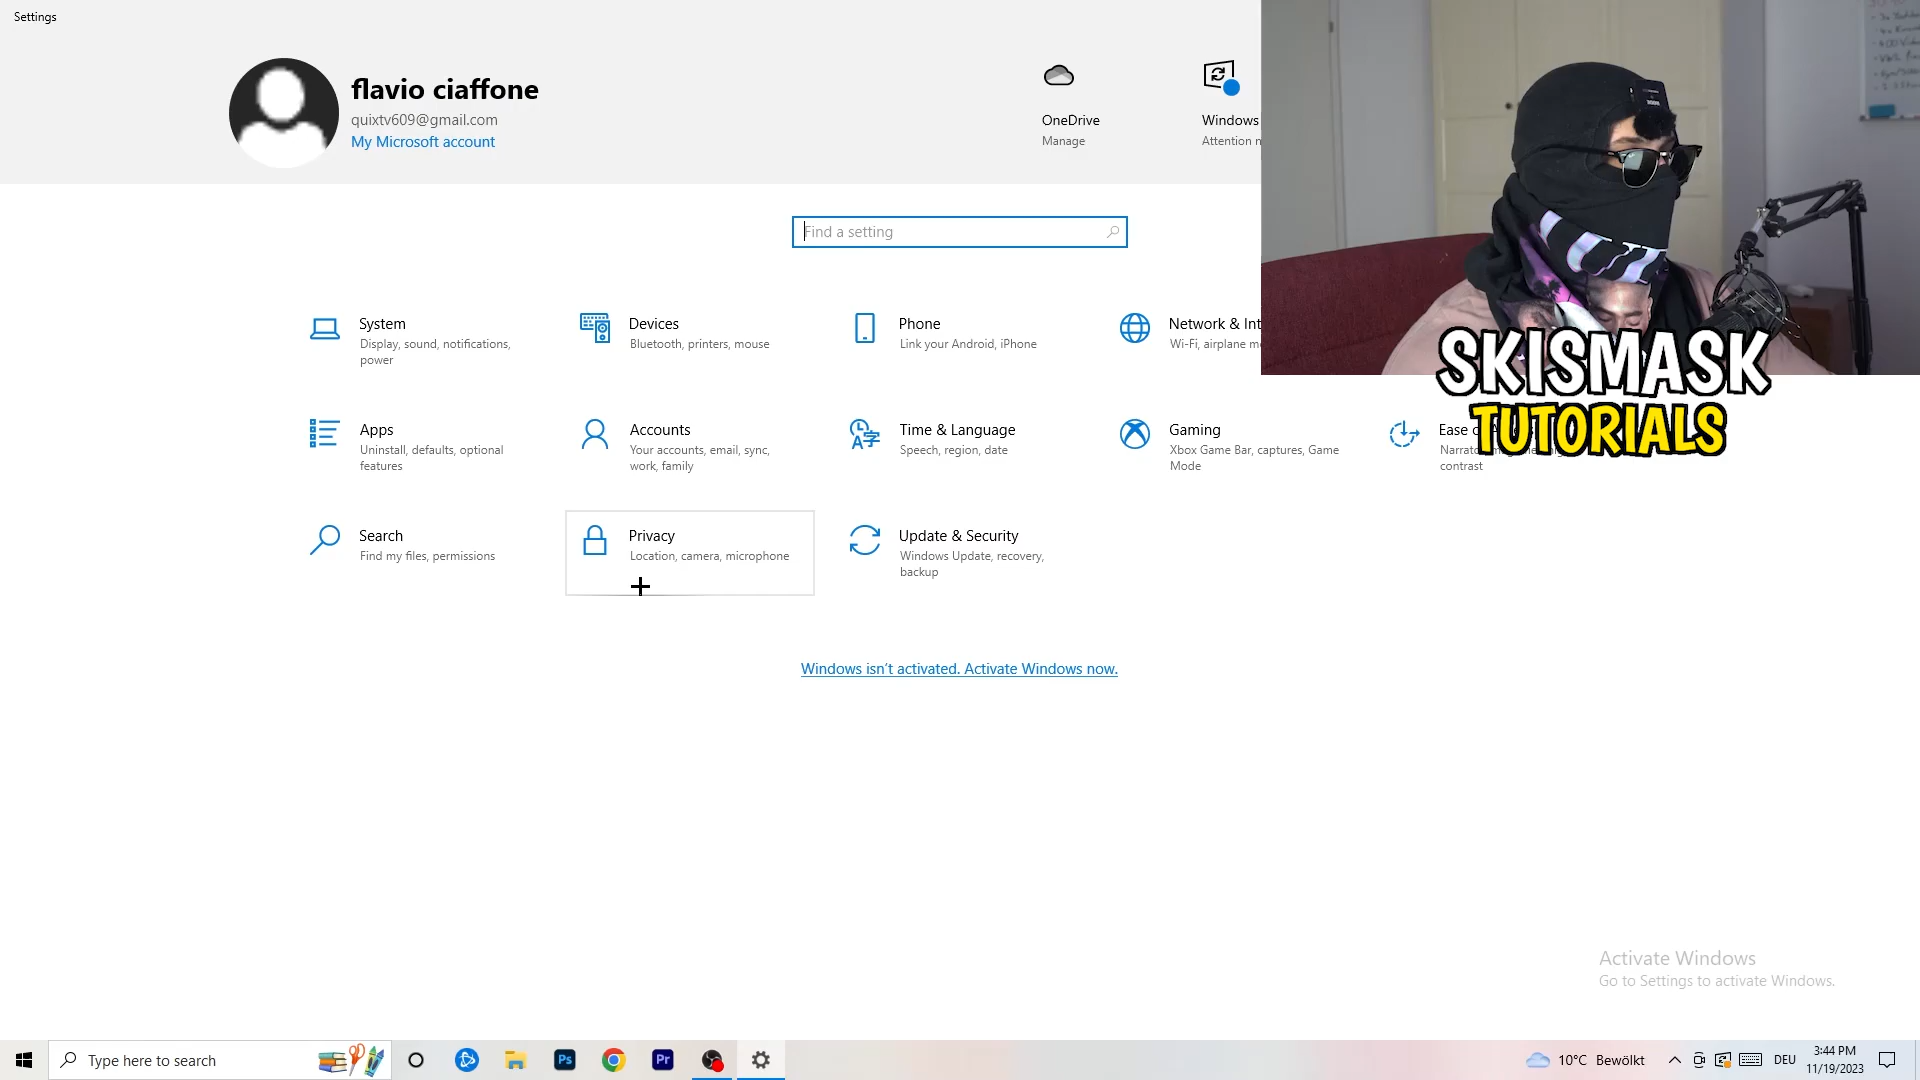 Settings
flavio ciaffone
quixtv609@gmail.com
My Microsoft account
OneDrive
Manage
Windows
Attention
Find a setting
System
Display, sound, notifications,
power
Devices
Bluetooth, printers, mouse
Phone
Link your Android, iPhone
Network & Int
Wi-Fi, airplane
SKISMASK
TUTORIALS
Apps
Uninstall, defaults, optional
features
Accounts
Your accounts, email, sync,
work, family
Time & Language
Speech, region, date
Gaming
Xbox Game Bar, captures, Game
Mode
Ease
contrast
Search
Find my files, permissions
Privacy
Location, camera, microphone
Update & Security
Windows Update, recovery,
backup
Windows isn't activated. Activate Windows now.
Activate Windows
Go to Settings to activate Windows.
Type here to search
Ps
Pr
10°C Bewölkt
DEU
3:44 PM
11/19/2023